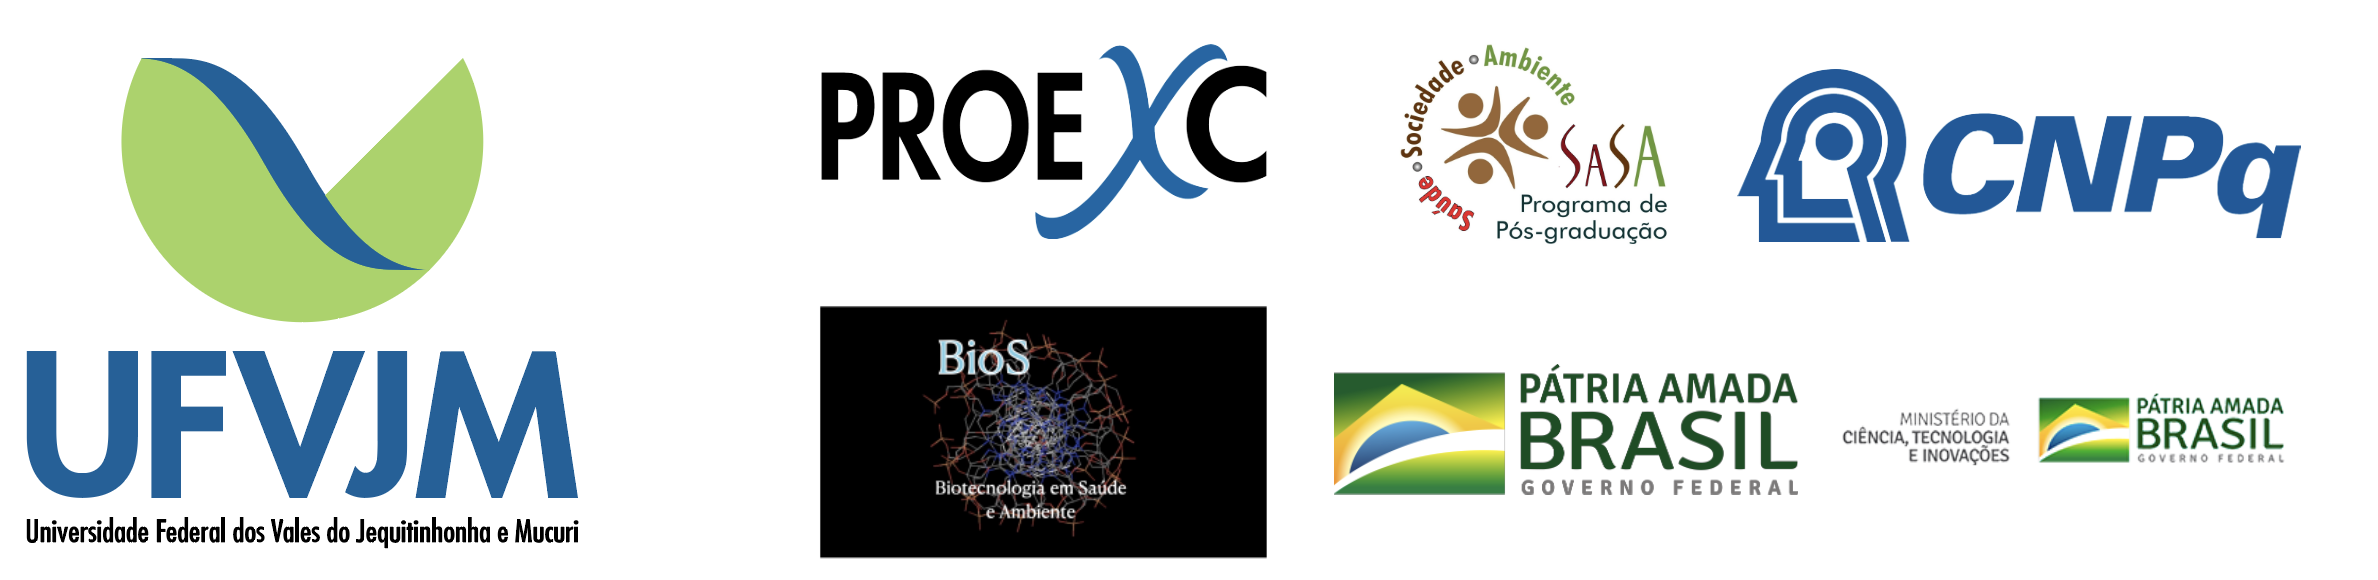 UFVJM
Universidade Federal dos Vales do Jequitinhonha e Mucuri
PROEXC
Saúde Sociedade Ambiente
SaSA
Programa de
Pós-graduação
CNPq
BioS
Biotecnologia em Saúde
e Ambiente
PÁTRIA AMADA
BRASIL
GOVERNO FEDERAL
MINISTÉRIO DA
CIÊNCIA, TECNOLOGIA
E INOVAÇÕES
PÁTRIA AMADA
BRASIL
GOVERNO FEDERAL